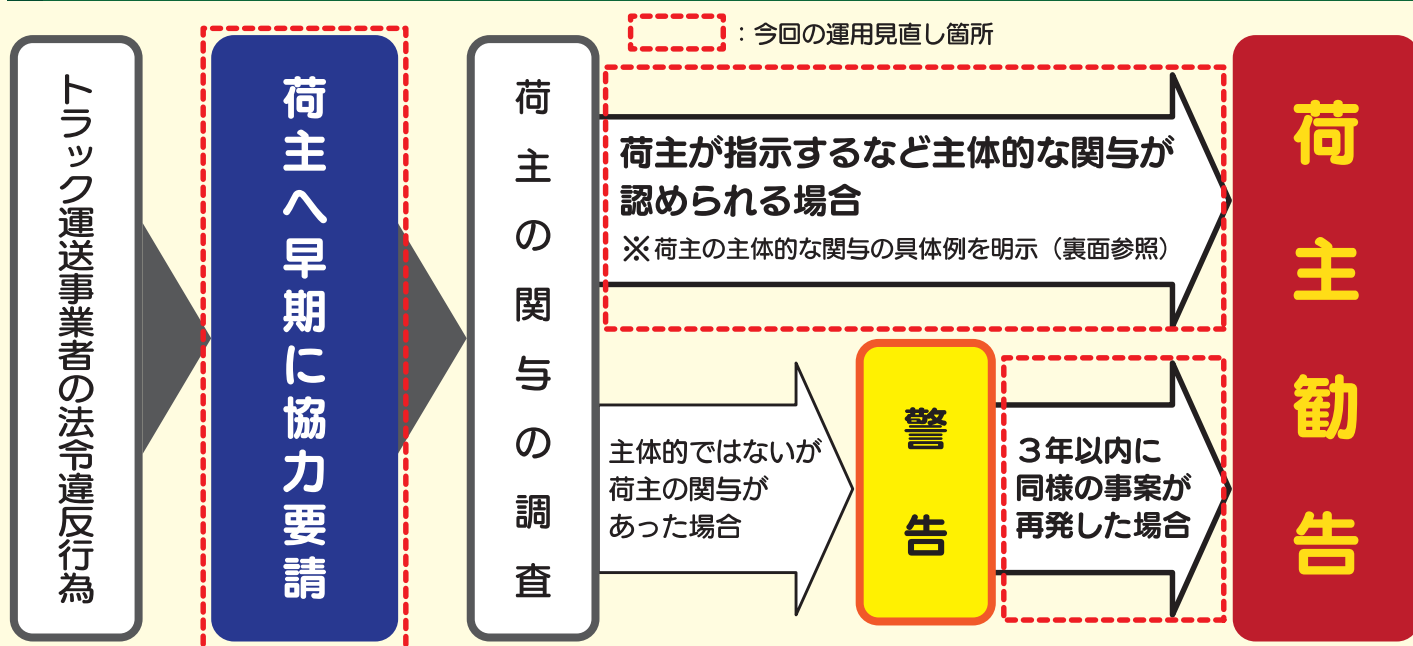 ：今回の運用見直し箇所
トラック運送事業者の法令違反行為
荷主へ早期に協力要請
荷主の関与の調査
荷主が指示するなど主体的な関与が
認められる場合
※荷主の主体的な関与の具体例を明示（裏面参照）
主体的ではないが
荷主の関与が
あった場合
警告
３年以内に
同様の事案が
再発した場合
荷主勧告